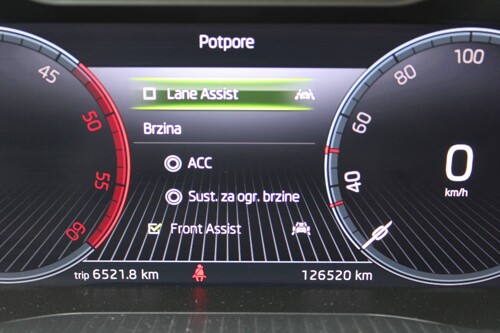 Potpore
Lane Assist
Brzina
ACC
Sust. za ogr. brzine
Front Assist
45
50
55
60
100
80
60
40
0
km/h
trip 6521.8 km
126520 km